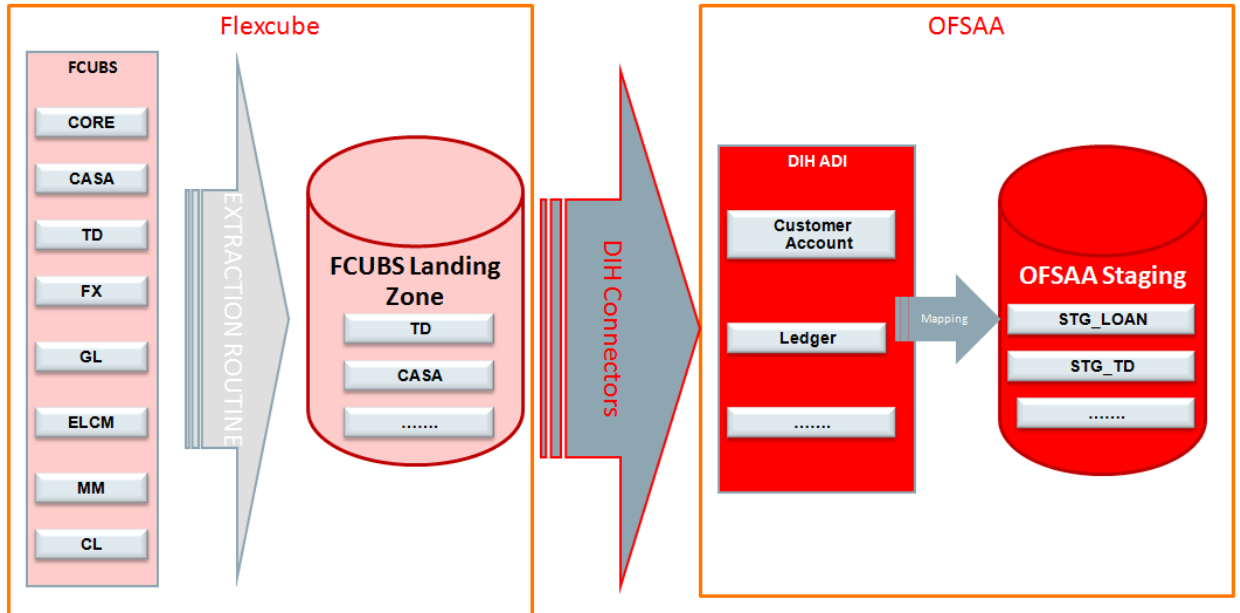 Flexcube
FCUBS
CORE
CASA
TD
FX
GL
ELCM
MM
CL
EXTRACTION ROUTINE
FCUBS Landing
Zone
TD
CASA
.......
DIH Connectors
OFSAA
DIH ADI
Customer
Account
Ledger
.......
Mapping
OFSAA Staging
STG_LOAN
STG_TD
.......